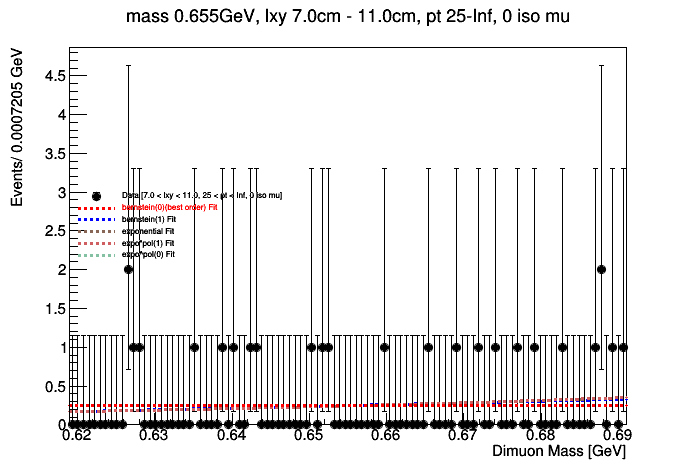 mass 0.655GeV, lxy 7.0cm - 11.0cm, pt 25-Inf, 0 iso mu
Events/ 0.0007205 GeV
4.5
4
3.5
3
2.5
2
1.5
1
0.5
0
Data [7.0 < lxy < 11.0, 25 < pt < Inf, 0 iso mu]
bernstein(0)(best order) Fit
bernstein(1) Fit
exponential Fit
expo*pol(1) Fit
expo*pol(0) Fit
0.62 0.63 0.64 0.65 0.66 0.67 0.68 0.69
Dimuon Mass [GeV]